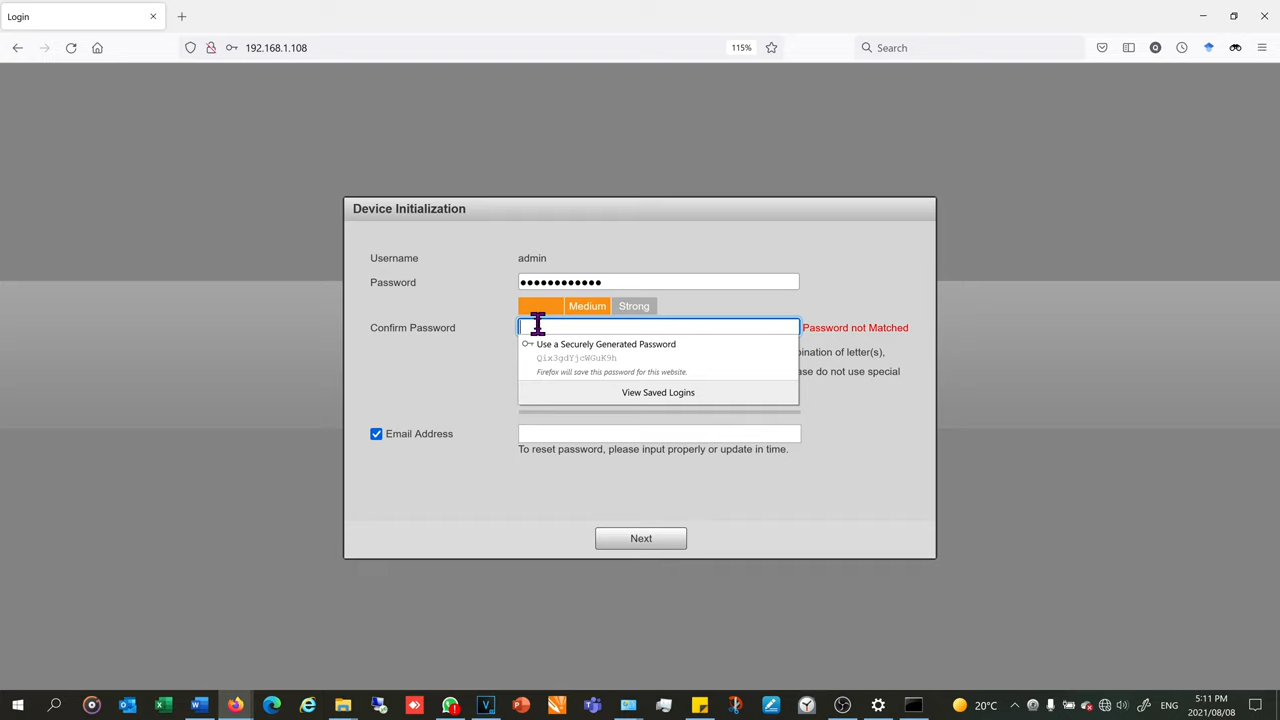 Login
192.168.1.108
115%
Search
Device Initialization
Username
admin
Password
●●●●●●●●●●●●
Medium
Strong
Confirm Password
Password not Matched
Use a Securely Generated Password
Qix3gdYjcWGuK9h
Firefox will save this password for this website.
View Saved Logins
bination of letter(s),
ase do not use special
Email Address
To reset password, please input properly or update in time.
Next
20°C
ENG
5:11 PM
2021/08/08